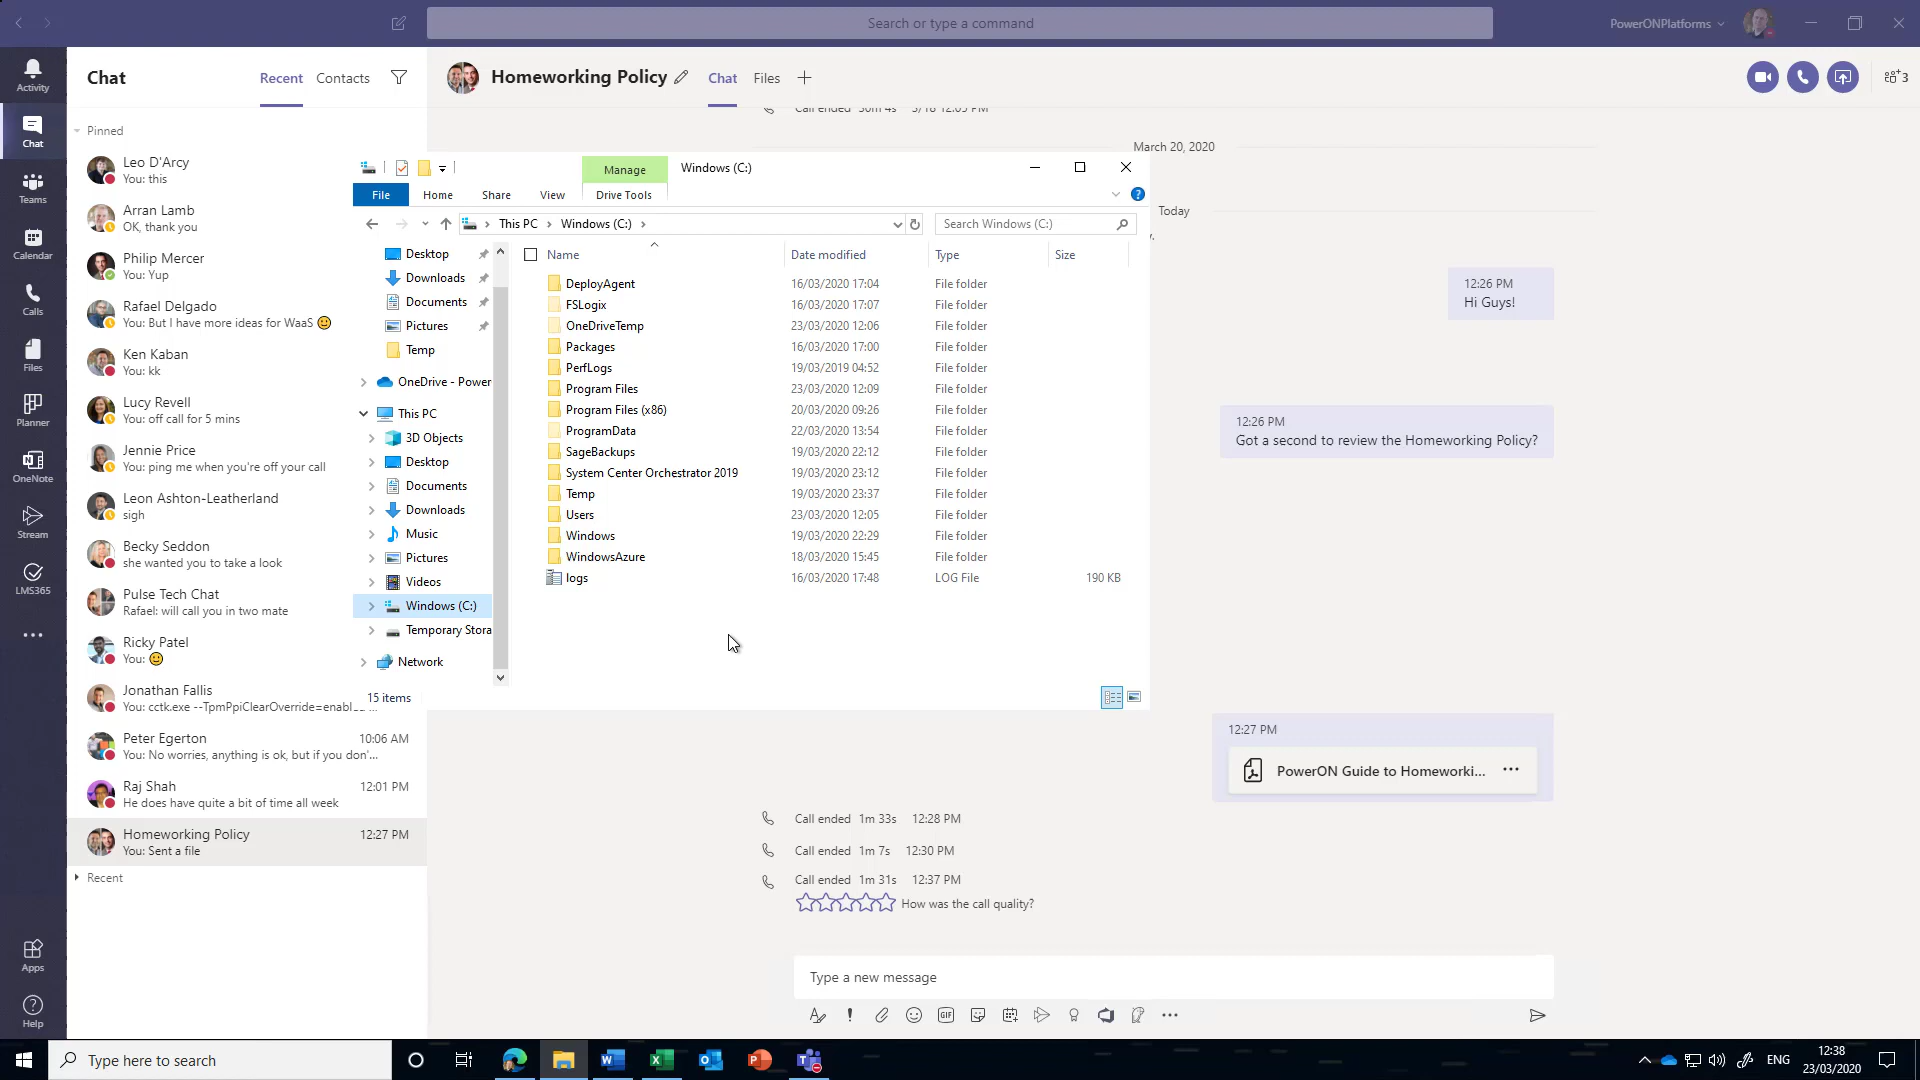 Search or type a command
PowerONPlatforms
Activity
Chat
Teams
Calendar
Calls
Files
Planner
OneNote
Stream
LMS365
Apps
Help
Chat
Recent
Contacts
Pinned
Leo D'Arcy
You: this
Arran Lamb
OK, thank you
Philip Mercer
You: Yup
Rafael Delgado
You: But I have more ideas for WaaS
Ken Kaban
You: kk
Lucy Revell
You: off call for 5 mins
Jennie Price
You: ping me when you're off your call
Leon Ashton-Leatherland
sigh
Becky Seddon
she wanted you to take a look
Pulse Tech Chat
Rafael: will call you in two mate
Ricky Patel
You:
Jonathan Fallis
You: cctk.exe --TpmPpiClearOverride=enabl...
Peter Egerton 10:06 AM
You: No worries, anything is ok, but if you don'...
Raj Shah 12:01 PM
He does have quite a bit of time all week
Homeworking Policy 12:27 PM
You: Sent a file
Recent
Homeworking Policy
Chat
Files
3
Call ended 30m 4s 3/18 12:05 PM
March 20, 2020
Today
12:26 PM
Hi Guys!
12:26 PM
Got a second to review the Homeworking Policy?
12:27 PM
PowerON Guide to Homeworki...
Call ended 1m 33s 12:28 PM
Call ended 1m 7s 12:30 PM
Call ended 1m 31s 12:37 PM
How was the call quality?
Type a new message
GIF
Manage
Windows (C:)
File
Home
Share
View
Drive Tools
This PC
Windows (C:)
Search Windows (C:)
Desktop
Downloads
Documents
Pictures
Temp
OneDrive - Power
This PC
3D Objects
Desktop
Documents
Downloads
Music
Pictures
Videos
Windows (C:)
Temporary Stora
Network
15 items
Name Date modified Type Size
DeployAgent 16/03/2020 17:04 File folder
FSLogix 16/03/2020 17:07 File folder
OneDriveTemp 23/03/2020 12:06 File folder
Packages 16/03/2020 17:00 File folder
PerfLogs 19/03/2019 04:52 File folder
Program Files 23/03/2020 12:09 File folder
Program Files (x86) 20/03/2020 09:26 File folder
ProgramData 22/03/2020 13:54 File folder
SageBackups 19/03/2020 22:12 File folder
System Center Orchestrator 2019 19/03/2020 23:12 File folder
Temp 19/03/2020 23:37 File folder
Users 23/03/2020 12:05 File folder
Windows 19/03/2020 22:29 File folder
WindowsAzure 18/03/2020 15:45 File folder
logs 16/03/2020 17:48 LOG File 190 KB
Type here to search
ENG
12:38
23/03/2020